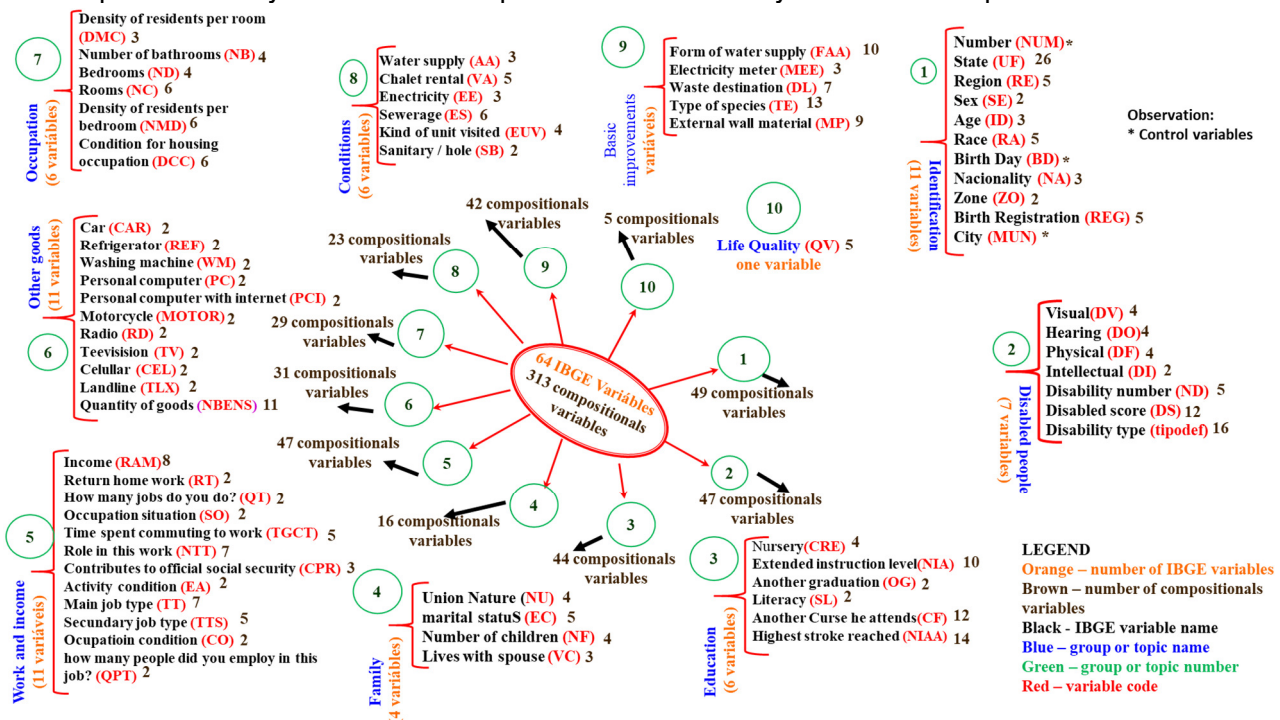 7
Occupation
(6 variábles)
Density of residents per room
(DMC) 3
Number of bathrooms (NB) 4
Bedrooms (ND) 4
Rooms (NC) 6
Density of residents per
bedroom (NMD) 6
Condition for housing
occupation (DCC) 6
8
Conditions
(6 variables)
Water supply (AA) 3
Chalet rental (VA) 5
Enectricity (EE) 3
Sewerage (ES) 6
Kind of unit visited (EUV) 4
Sanitary / hole (SB) 2
9
Basic
improvements
variáveis)
Form of water supply (FAA) 10
Electricity meter (MEE) 3
Waste destination (DL) 7
Type of species (TE) 13
External wall material (MP) 9
1
Identification
(11 variables)
Number (NUM)*
State (UF) 26
Region (RE) 5
Sex (SE) 2
Age (ID) 3
Race (RA) 5
Birth Day (BD) *
Nacionality (NA) 3
Zone (ZO) 2
Birth Registration (REG) 5
City (MUN) *
Observation:
* Control variables
10
Life Quality (QV) 5
one variable
Other goods
(11 variables)
6
Car (CAR) 2
Refrigerator (REF) 2
Washing machine (WM) 2
Personal computer (PC) 2
Personal computer with internet (PCI) 2
Motorcycle (MOTOR) 2
Radio (RD) 2
Teevisision (TV) 2
Celullar (CEL) 2
Landline (TLX) 2
Quantity of goods (NBENS) 11
42 compositionals
variables
9
5 compositionals
variables
10
23 compositionals
variables
8
29 compositionals
variables
7
31 compositionals
variables
6
47 compositionals
variables
5
16 compositionals
variables
4
44 compositionals
variables
3
47 compositionals
variables
2
49 compositionals
variables
1
64 IBGE Variábles
313 compositionals
variables
2
Disabled people
(7 variables)
Visual(DV) 4
Hearing (DO)4
Physical (DF) 4
Intellectual (DI) 2
Disability number (ND) 5
Disabled score (DS) 12
Disability type (tipodef) 16
5
Work and income
(11 variáveis)
Income (RAM)8
Return home work (RT) 2
How many jobs do you do? (QT) 2
Occupation situation (SO) 2
Time spent commuting to work (TGCT) 5
Role in this work (NTT) 7
Contributes to official social security (CPR) 3
Activity condition (EA) 2
Main job type (TT) 7
Secundary job type (TTS) 5
Ocupatioin condition (CO) 2
how many people did you employ in this
job? (QPT) 2
4
Family
(4 variábles)
Union Nature (NU) 4
marital statuS (EC) 5
Number of children (NF) 4
Lives with spouse (VC) 3
3
Education
(6 variables)
Nursery(CRE) 4
Extended instruction level(NIA) 10
Another graduation (OG) 2
Literacy (SL) 2
Another Curse he attends(CF) 12
Highest stroke reached (NIAA) 14
LEGEND
Orange – number of IBGE variables
Brown – number of compositionals
variables
Black - IBGE variable name
Blue – group or topic name
Green – group or topic number
Red – variable code